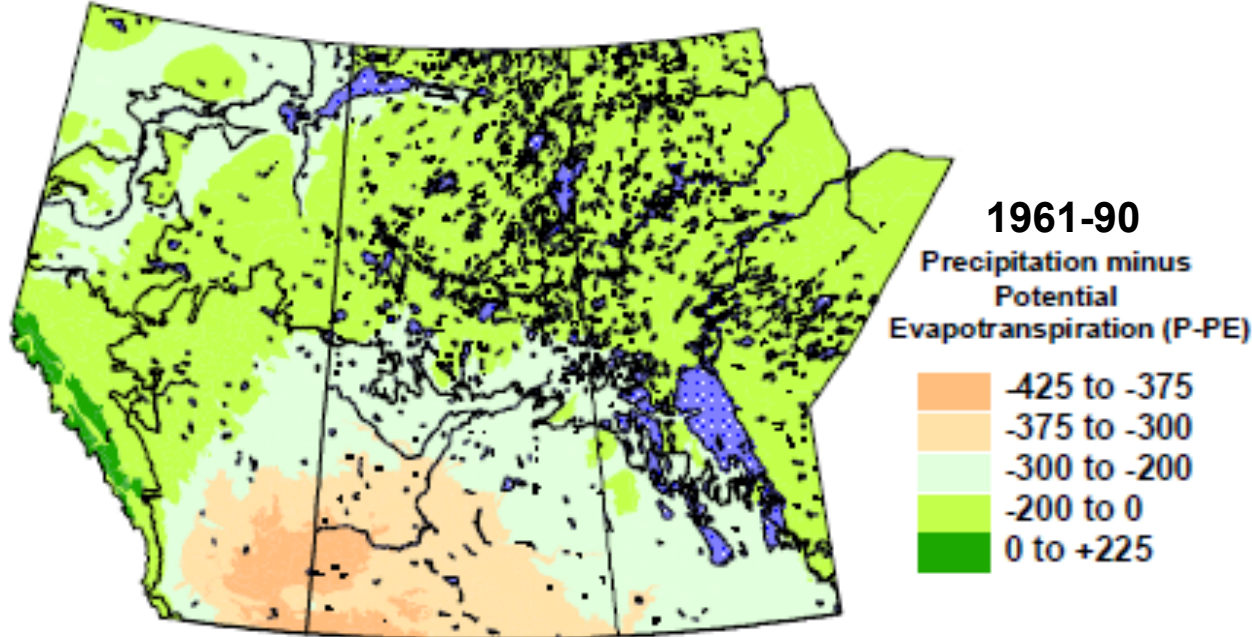 1961-90
Precipitation minus
Potential
Evapotranspiration (P-PE)
-425 to -375
-375 to -300
-300 to -200
-200 to 0
0 to +225